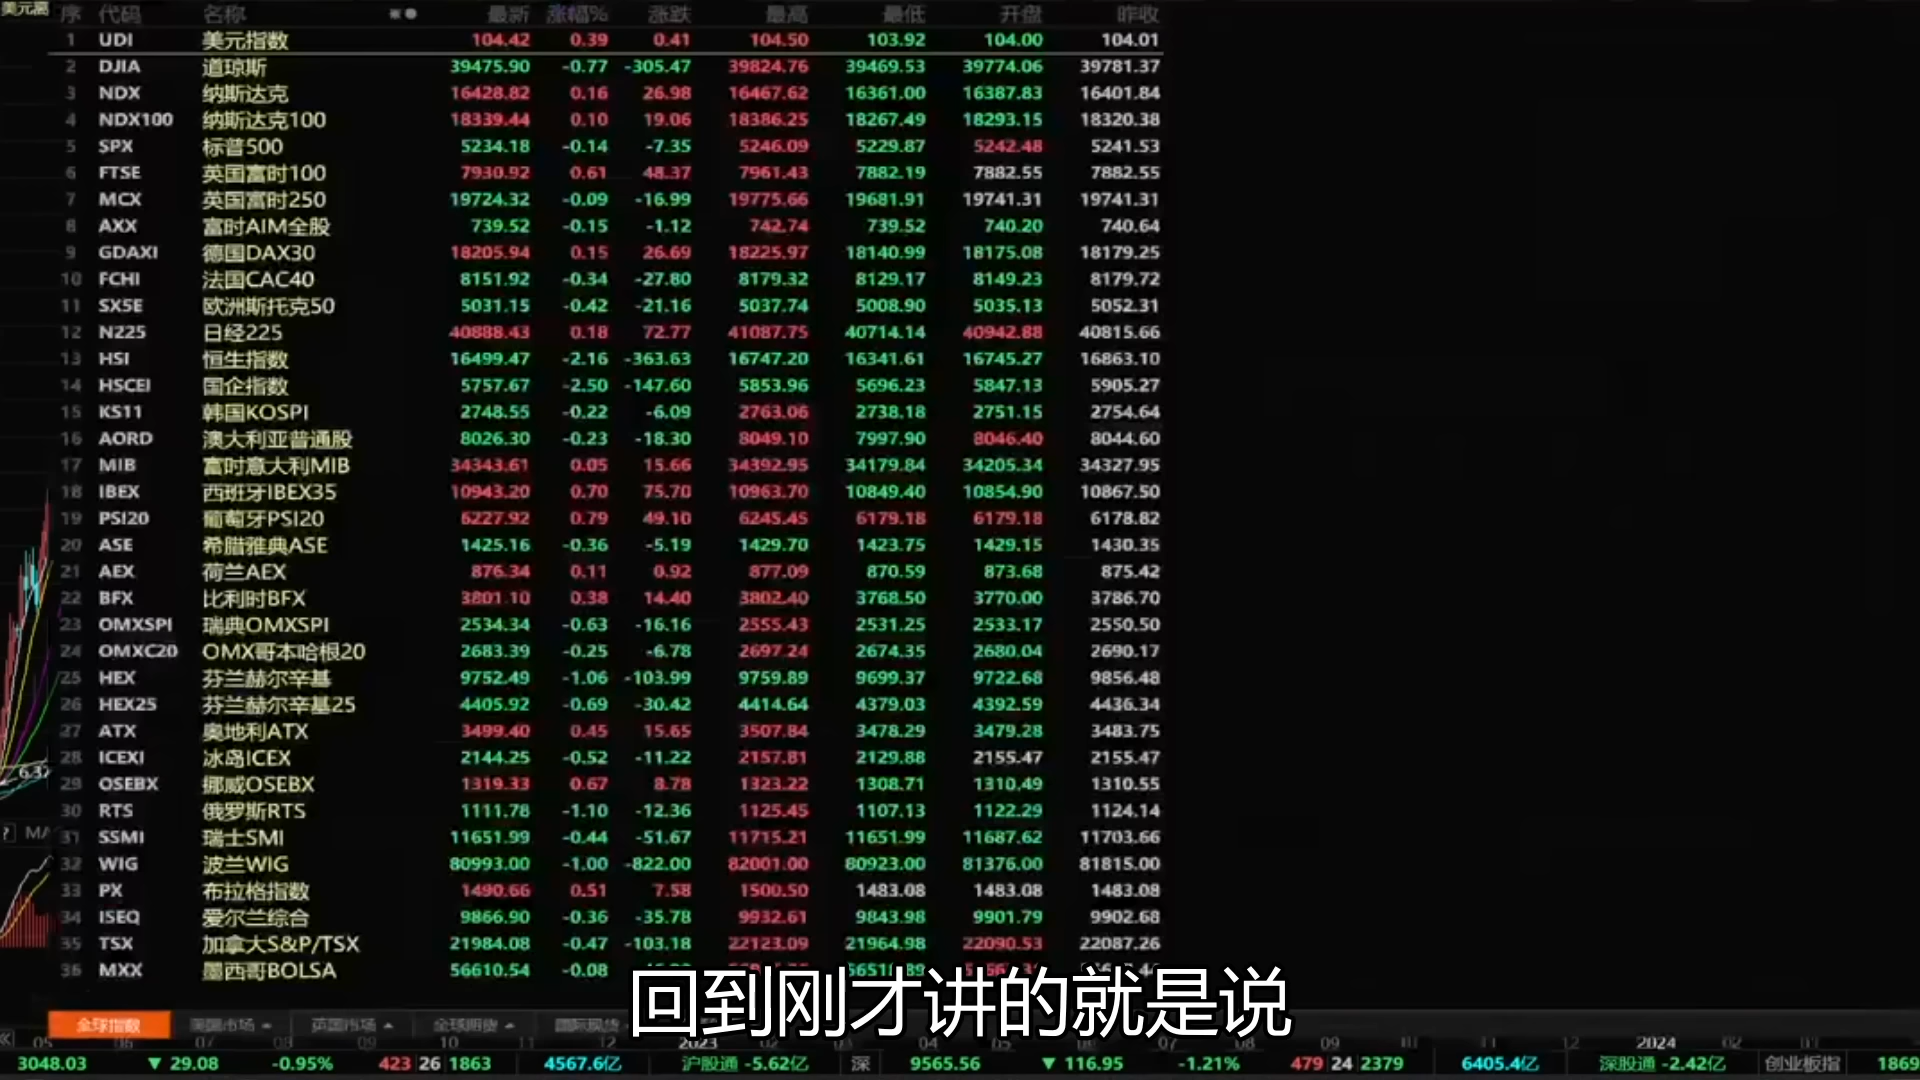 序 代码 名称 最新 涨幅% 涨跌 最高 最低 开盘 昨收
1 UDI 美元指数 104.42 0.39 0.41 104.50 103.92 104.00 104.01
2 DJIA 道琼斯 39475.90 -0.77 -305.47 39824.76 39469.53 39774.06 39781.37
3 NDX 纳斯达克 16428.82 0.16 26.98 16467.62 16361.00 16387.83 16401.84
4 NDX100 纳斯达克100 18339.44 0.10 19.06 18386.25 18267.49 18293.15 18320.38
5 SPX 标普500 5234.18 -0.14 -7.35 5246.09 5229.87 5242.48 5241.53
6 FTSE 英国富时100 7930.92 0.61 48.37 7961.43 7882.19 7882.55 7882.55
7 MCX 英国富时250 19724.32 -0.09 -16.99 19775.66 19681.91 19741.31 19741.31
8 AXX 富时AIM全股 739.52 -0.15 -1.12 742.74 739.52 740.20 740.64
9 GDAXI 德国DAX30 18205.94 0.15 26.69 18225.97 18140.99 18175.08 18179.25
10 FCHI 法国CAC40 8151.92 -0.34 -27.80 8179.32 8129.17 8149.23 8179.72
11 SX5E 欧洲斯托克50 5031.15 -0.42 -21.16 5037.74 5008.90 5035.13 5052.31
12 N225 日经225 40888.43 0.18 72.77 41087.75 40714.14 40942.88 40815.66
13 HSI 恒生指数 16499.47 -2.16 -363.63 16747.20 16341.61 16745.27 16863.10
14 HSCEI 国企指数 5757.67 -2.50 -147.60 5853.96 5696.23 5847.13 5905.27
15 KS11 韩国KOSPI 2748.55 -0.22 -6.09 2763.06 2738.18 2751.15 2754.64
16 AORD 澳大利亚普通股 8026.30 -0.23 -18.30 8049.10 7997.90 8046.40 8044.60
17 MIB 富时意大利MIB 34343.61 0.05 15.66 34392.95 34179.84 34205.34 34327.95
18 IBEX 西班牙IBEX35 10943.20 0.70 75.70 10963.70 10849.40 10854.90 10867.50
19 PSI20 葡萄牙PSI20 6227.92 0.79 49.10 6245.45 6179.18 6179.18 6178.82
20 ASE 希腊雅典ASE 1425.16 -0.36 -5.19 1429.70 1423.75 1429.15 1430.35
21 AEX 荷兰AEX 876.34 0.11 0.92 877.09 870.59 873.68 875.42
22 BFX 比利时BFX 3801.10 0.38 14.40 3802.40 3768.50 3770.00 3786.70
23 OMXSPI 瑞典OMXSPI 2534.34 -0.63 -16.16 2555.43 2531.25 2533.17 2550.50
24 OMXC20 OMX哥本哈根20 2683.39 -0.25 -6.78 2697.24 2674.35 2680.04 2690.17
25 HEX 芬兰赫尔辛基 9752.49 -1.06 -103.99 9759.89 9699.37 9722.68 9856.48
26 HEX25 芬兰赫尔辛基25 4405.92 -0.69 -30.42 4414.64 4379.03 4392.59 4436.34
27 ATX 奥地利ATX 3499.40 0.45 15.65 3507.84 3478.29 3479.28 3483.75
28 ICEXI 冰岛ICEX 2144.25 -0.52 -11.22 2157.81 2129.88 2155.47 2155.47
29 OSEBX 挪威OSEBX 1319.33 0.67 8.78 1323.22 1308.71 1310.49 1310.55
30 RTS 俄罗斯RTS 1111.78 -1.10 -12.36 1125.45 1107.13 1122.29 1124.14
31 SSMI 瑞士SMI 11651.99 -0.44 -51.67 11715.21 11651.99 11687.62 11703.66
32 WIG 波兰WIG 80993.00 -1.00 -822.00 82001.00 80923.00 81376.00 81815.00
33 PX 布拉格指数 1490.66 0.51 7.58 1500.50 1483.08 1483.08 1483.08
34 ISEQ 爱尔兰综合 9866.90 -0.36 -35.78 9932.61 9843.98 9901.79 9902.68
35 TSX 加拿大S&P/TSX 21984.08 -0.47 -103.18 22123.09 21964.98 22090.53 22087.26
36 MXX 墨西哥BOLSA 56610.54 -0.08
回到刚才讲的就是说
全球指数 美国市场 英国市场 全球期货
05 06 07 08 09 10 11 12 2023 04 05 06 07 08 09 10 11 12 2024 02
3048.03 ▼29.08 -0.95% 423 26 1863 4567.6亿 沪股通 -5.62亿 深 9565.56 ▼116.95 -1.21% 479 24 2379 6405.4亿 深股通 -2.42亿 创业板指 1869